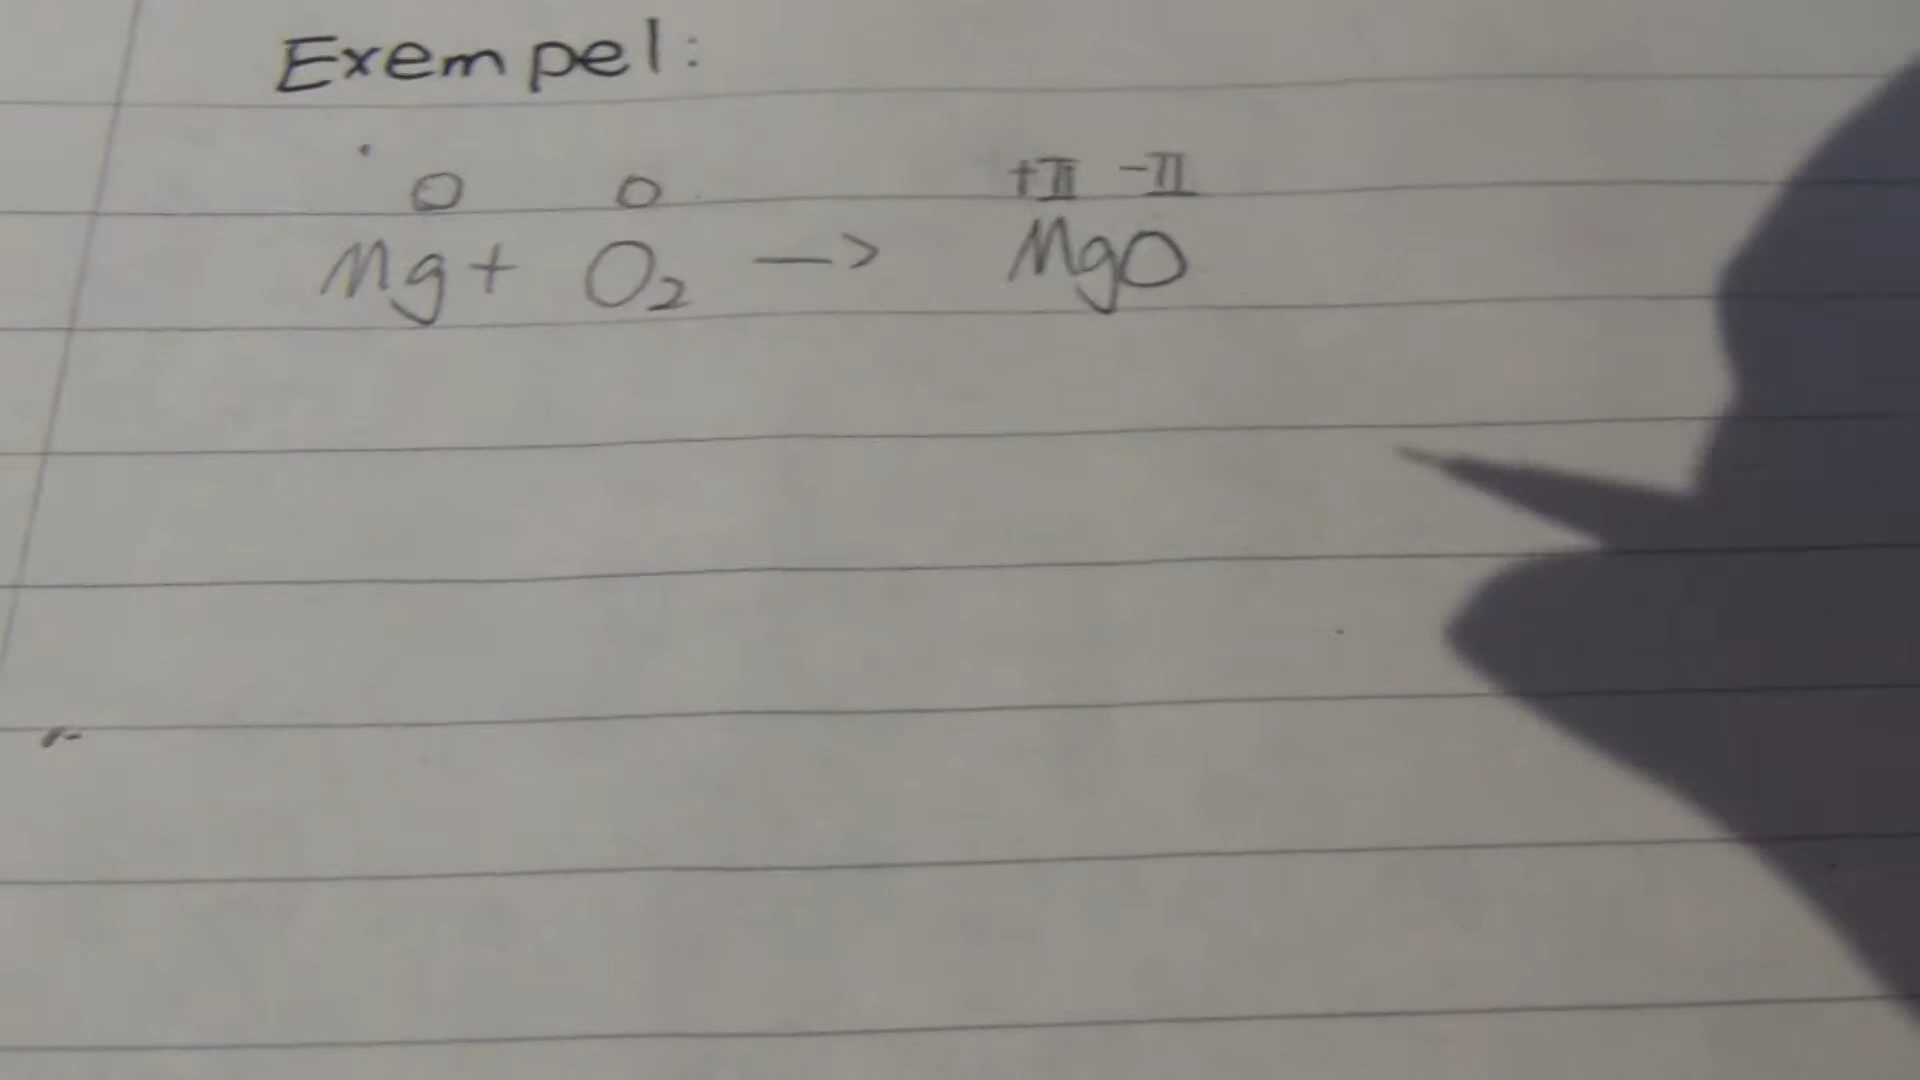 Exempel:
0 0 +II -II
Mg + O₂ —> MgO